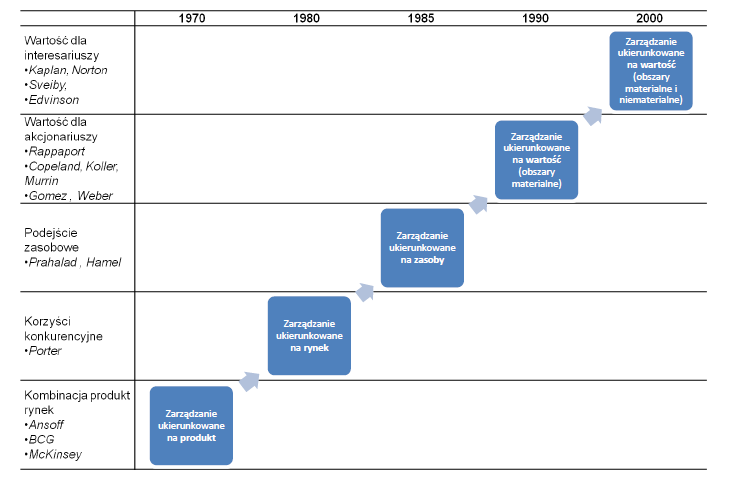 1970 1980 1985 1990 2000
Wartość dla
interesariuszy
•Kaplan, Norton
•Sveiby,
•Edvinson
Zarządzanie
ukierunkowane
na wartość
(obszary
materialne i
niematerialne)
Wartość dla
akcjonariuszy
•Rappaport
•Copeland, Koller,
Murrin
•Gomez , Weber
Zarządzanie
ukierunkowane
na wartość
(obszary
materialne)
Podejście
zasobowe
•Prahalad , Hamel
Zarządzanie
ukierunkowane
na zasoby
Korzyści
konkurencyjne
•Porter
Zarządzanie
ukierunkowane
na rynek
Kombinacja produkt
rynek
•Ansoff
•BCG
•McKinsey
Zarządzanie
ukierunkowane
na produkt